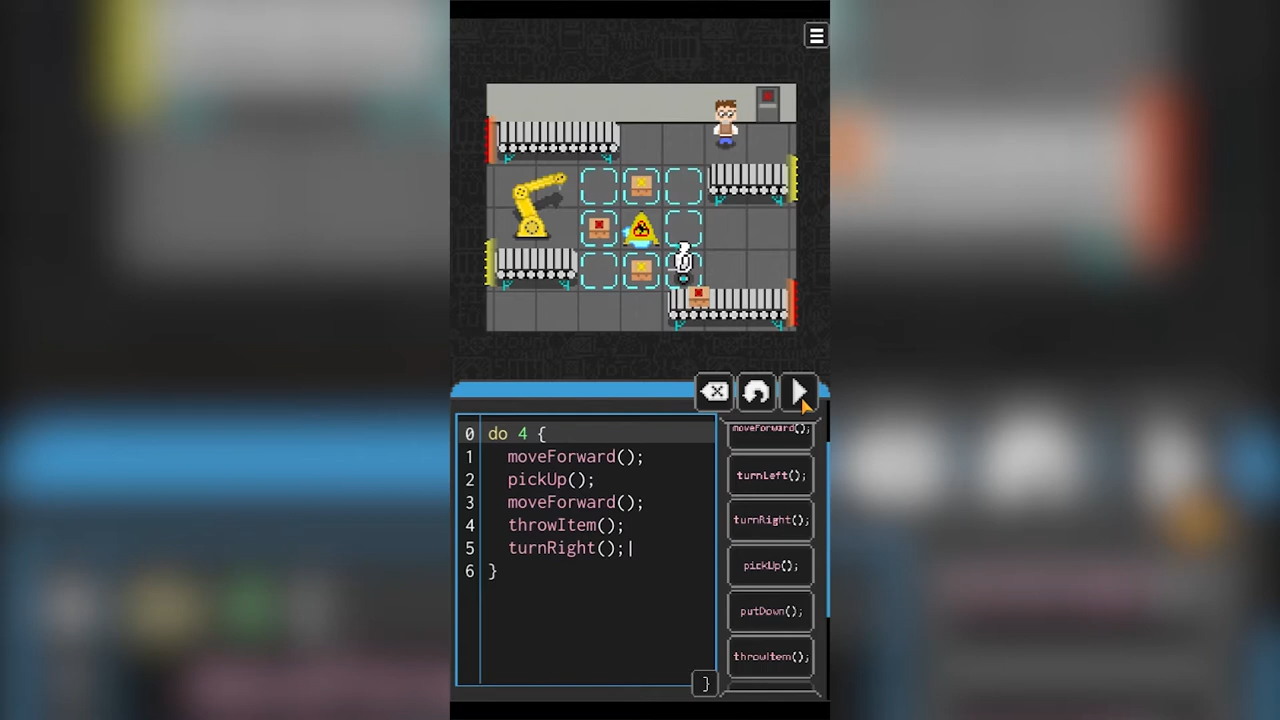 0 do 4 {
1 moveForward();
2 pickUp();
3 moveForward();
4 throwItem();
5 turnRight();
6 }
}
moveForward();
turnLeft();
turnRight();
pickUp();
putDown();
throwItem();